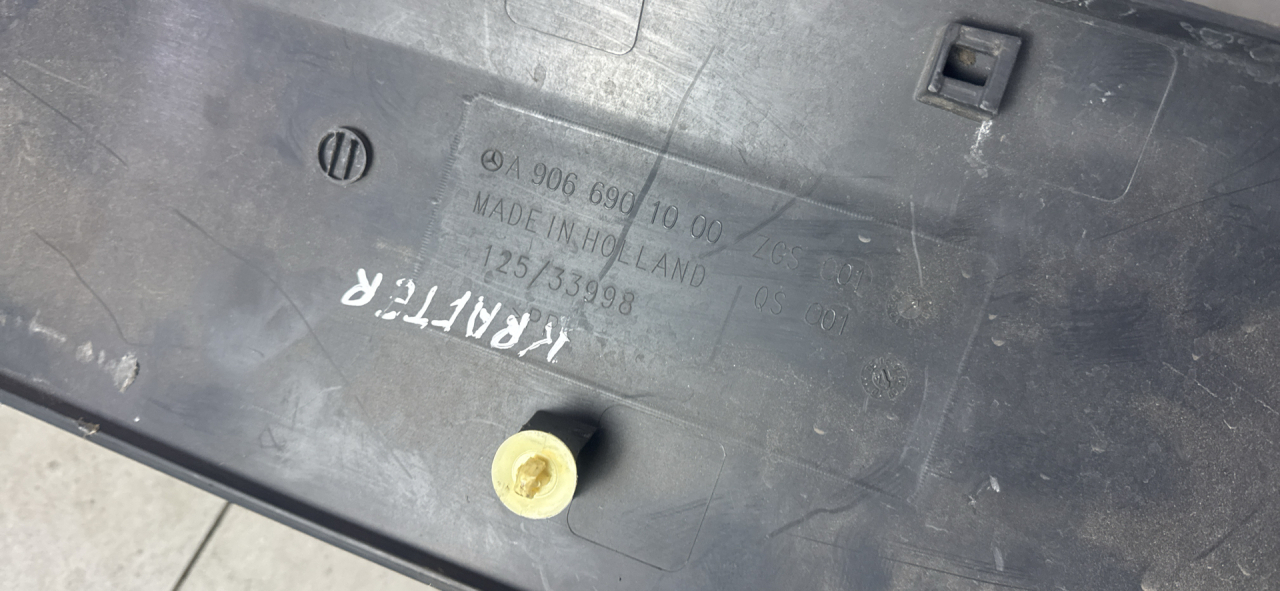 A 906 690 10 00 ZGS 001
MADE IN HOLLAND QS 001
125/33998
KRAFTER